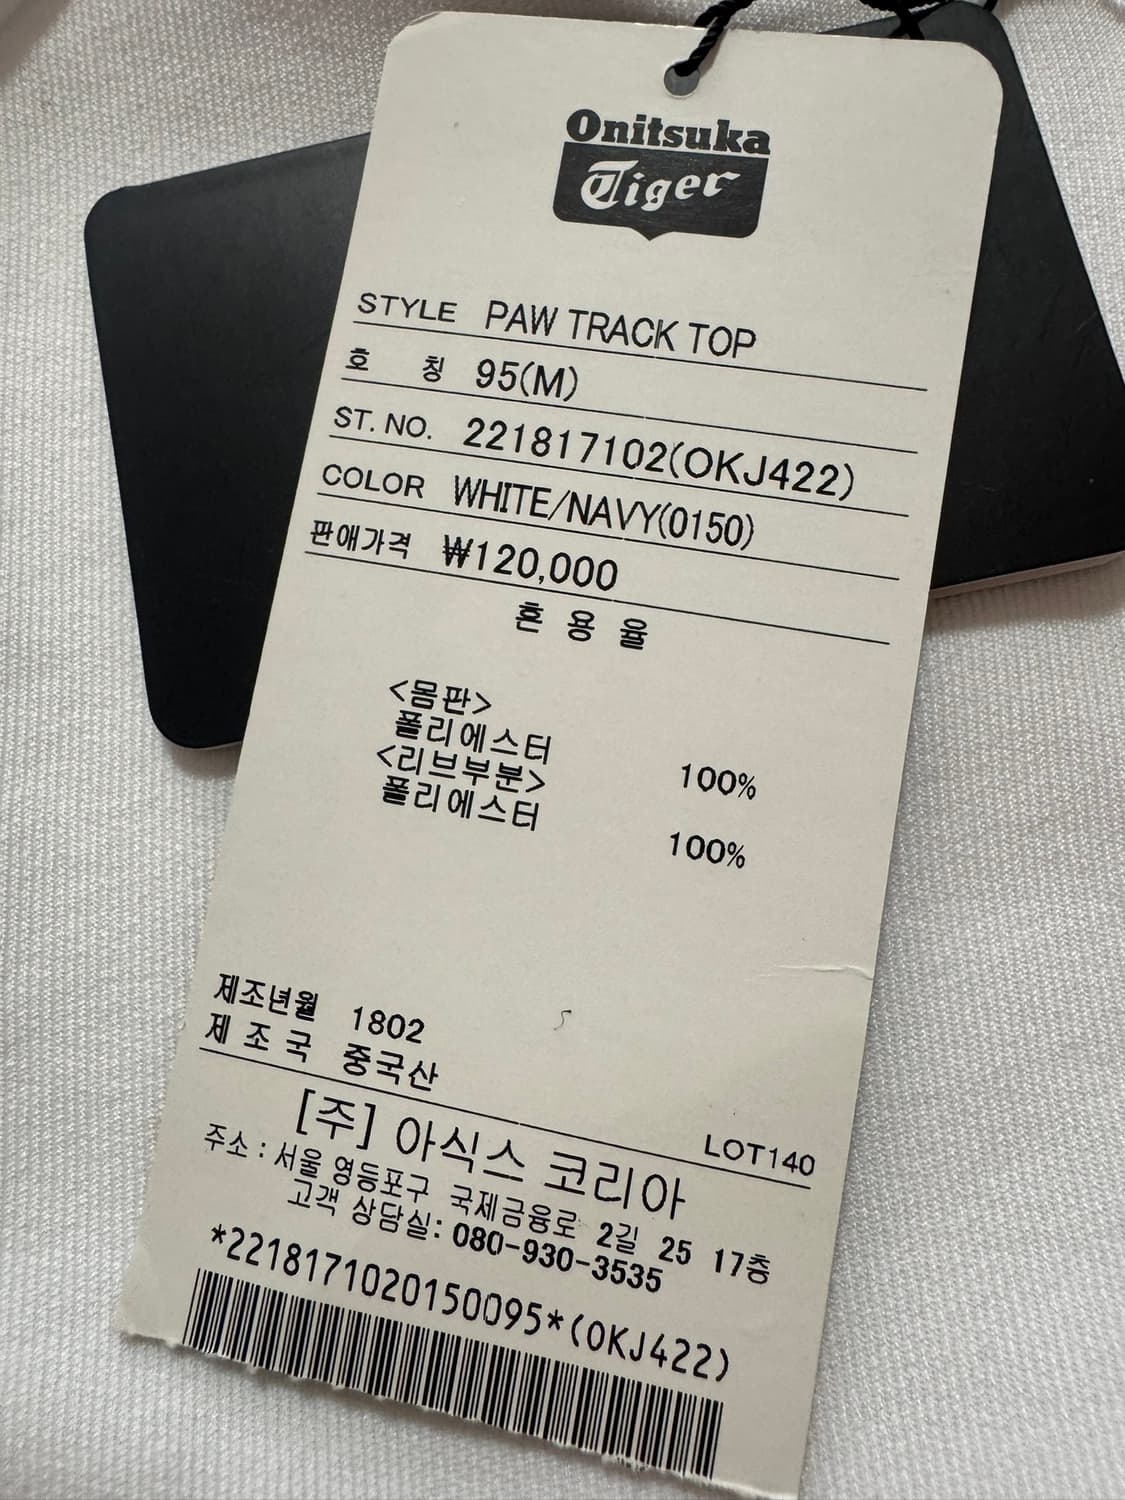 Onitsuka
Tiger
STYLE PAW TRACK TOP
호 칭 95(M)
ST. NO. 221817102(OKJ422)
COLOR WHITE/NAVY(0150)
판애가격 ₩120,000
혼 용 율
<몸판>
폴리에스터 100%
<리브부분>
폴리에스터 100%
제조년월 1802
제 조 국 중국산
LOT140
[주] 아식스 코리아
주소 : 서울 영등포구 국제금융로 2길 25 17층
고객 상담실: 080-930-3535
*2218171020150095*(OKJ422)